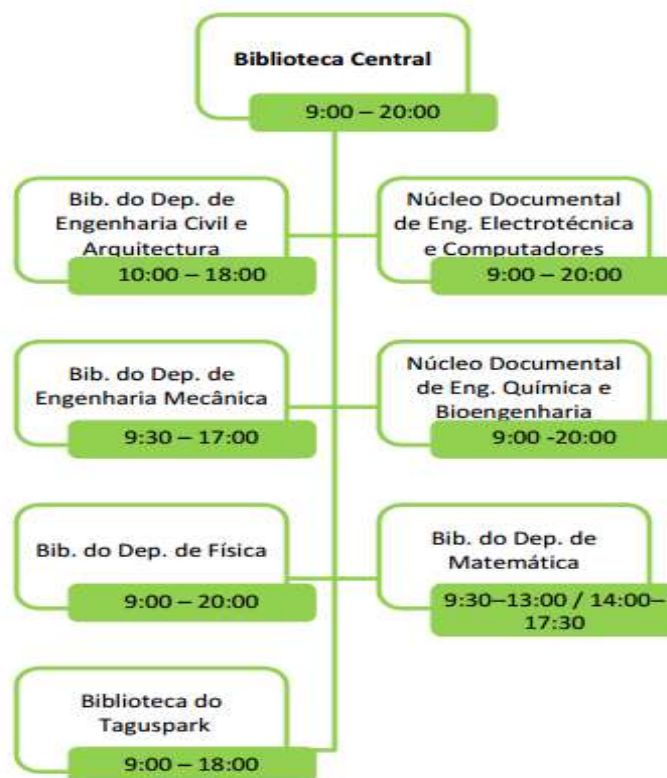 Biblioteca Central
9:00 – 20:00
Bib. do Dep. de
Engenharia Civil e
Arquitectura
10:00 – 18:00
Núcleo Documental
de Eng. Electrotécnica
e Computadores
9:00 – 20:00
Bib. do Dep. de
Engenharia Mecânica
9:30 – 17:00
Núcleo Documental
de Eng. Química e
Bioengenharia
9:00 -20:00
Bib. do Dep. de Física
9:00 – 20:00
Bib. do Dep. de
Matemática
9:30–13:00 / 14:00–
17:30
Biblioteca do
Taguspark
9:00 – 18:00